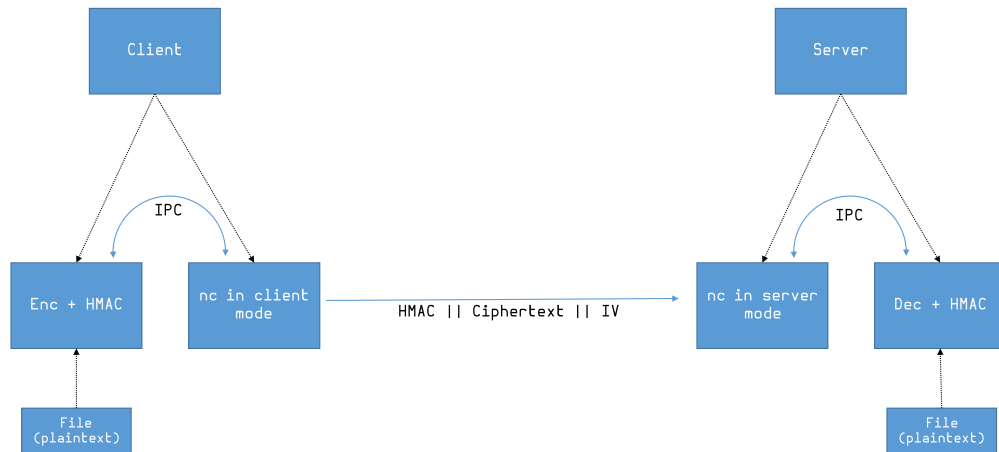 Client
Server
IPC
IPC
Enc + HMAC
nc in client
mode
HMAC || Ciphertext || IV
nc in server
mode
Dec + HMAC
File
(plaintext)
File
(plaintext)